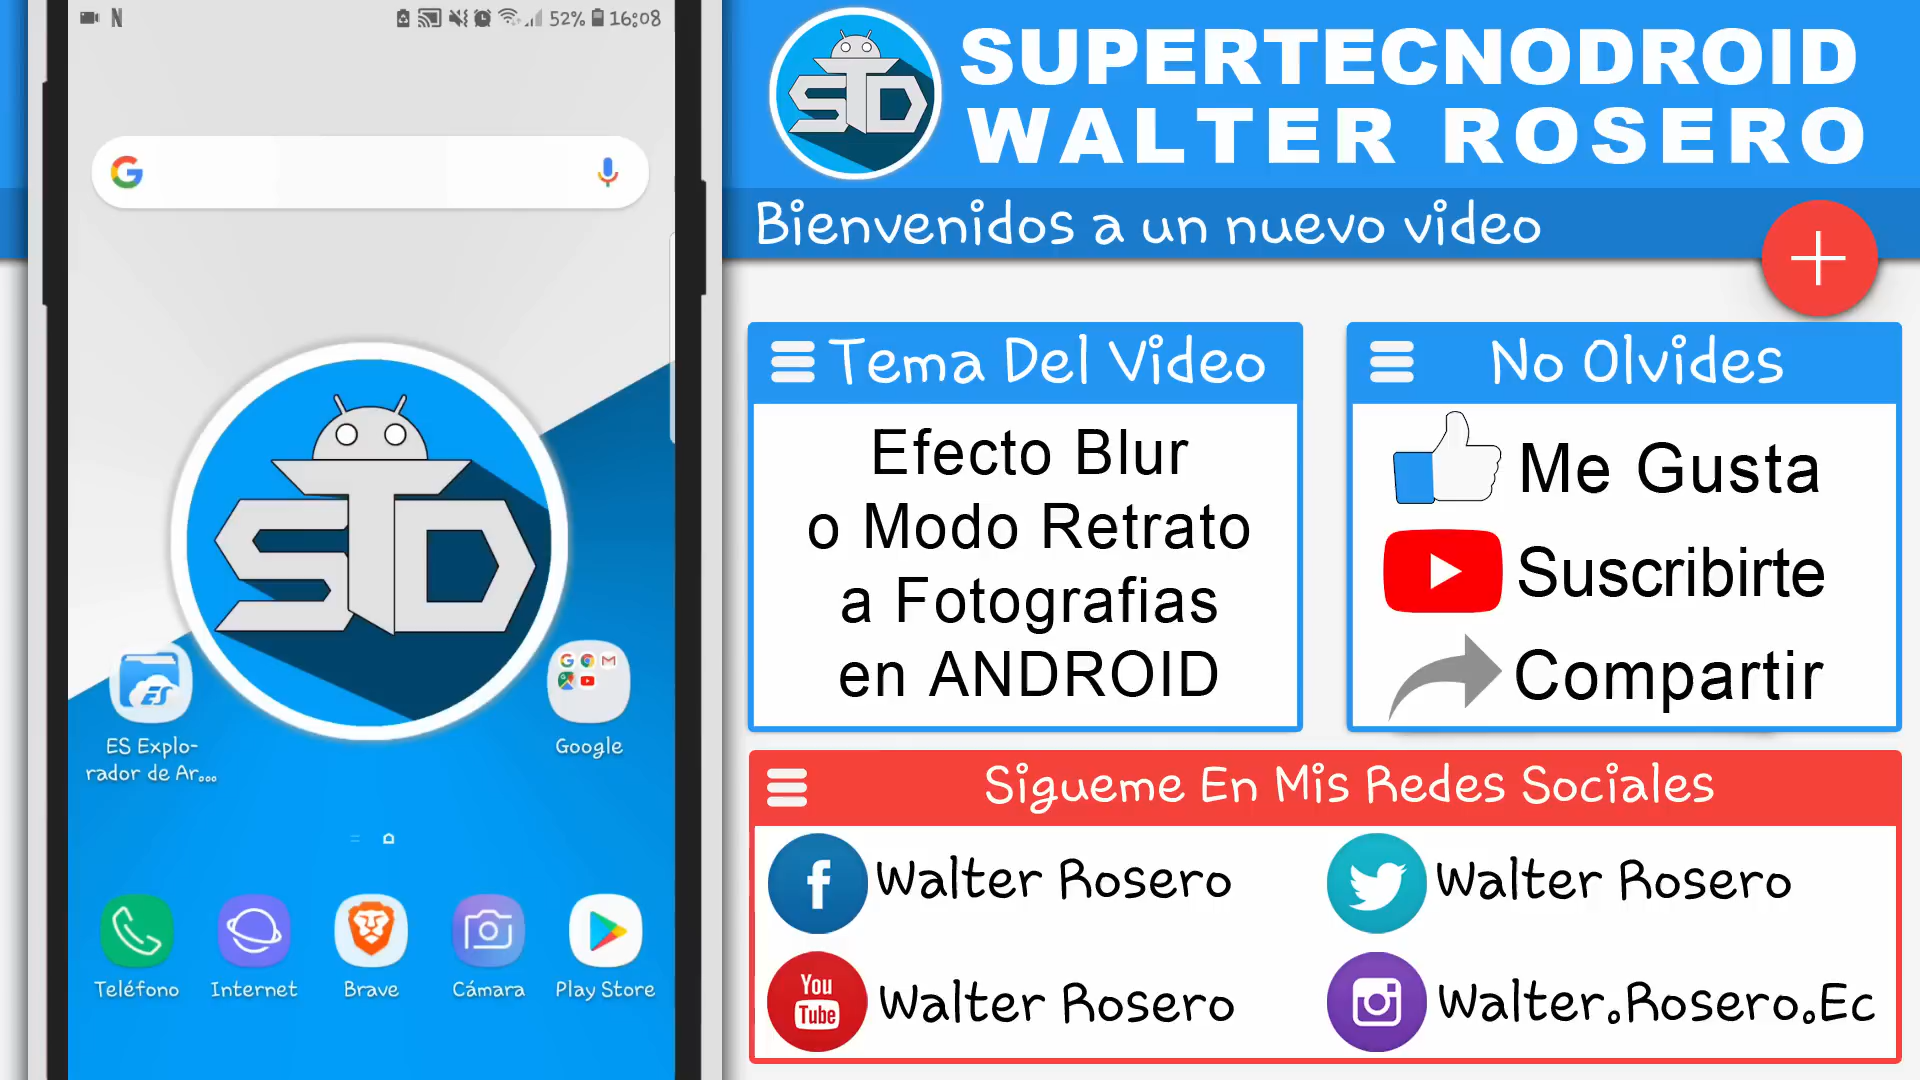 N 52% 16:08
G
STD
ES Explo-
rador de Ar...
Google
Teléfono
Internet
Brave
Cámara
Play Store
STD
SUPERTECNODROID
WALTER ROSERO
Bienvenidos a un nuevo video
Tema Del Video
Efecto Blur
o Modo Retrato
a Fotografias
en ANDROID
No Olvides
Me Gusta
Suscribirte
Compartir
Sigueme En Mis Redes Sociales
f Walter Rosero
Walter Rosero
You Tube Walter Rosero
Walter.Rosero.Ec